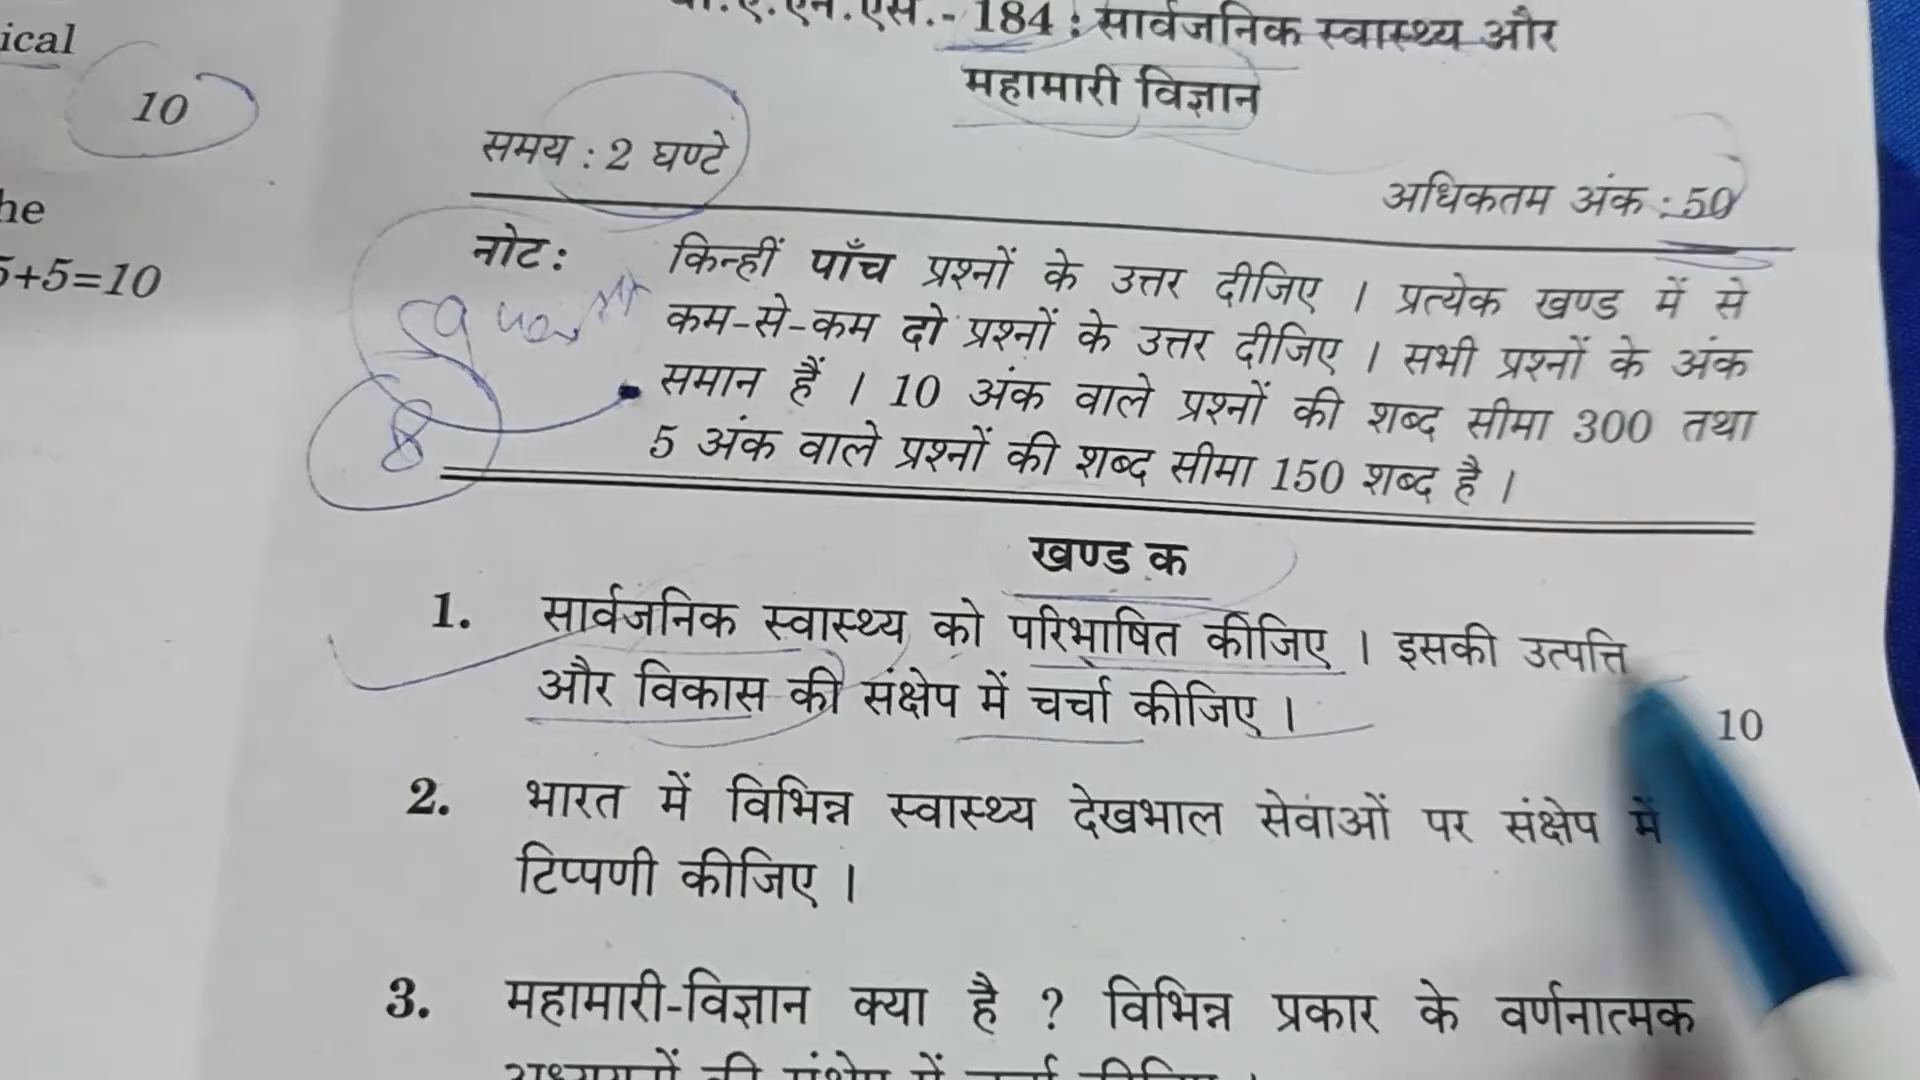 ical
10
he
5+5=10
184 : सार्वजनिक स्वास्थ्य और
महामारी विज्ञान
समय : 2 घण्टे
अधिकतम अंक : 50
नोट : किन्हीं पाँच प्रश्नों के उत्तर दीजिए । प्रत्येक खण्ड में से
कम-से-कम दो प्रश्नों के उत्तर दीजिए । सभी प्रश्नों के अंक
समान हैं । 10 अंक वाले प्रश्नों की शब्द सीमा 300 तथा
5 अंक वाले प्रश्नों की शब्द सीमा 150 शब्द है ।
8
खण्ड क
1. सार्वजनिक स्वास्थ्य को परिभाषित कीजिए । इसकी उत्पत्ति
और विकास की संक्षेप में चर्चा कीजिए ।
10
2. भारत में विभिन्न स्वास्थ्य देखभाल सेवाओं पर संक्षेप में
टिप्पणी कीजिए ।
3. महामारी-विज्ञान क्या है ? विभिन्न प्रकार के वर्णनात्मक